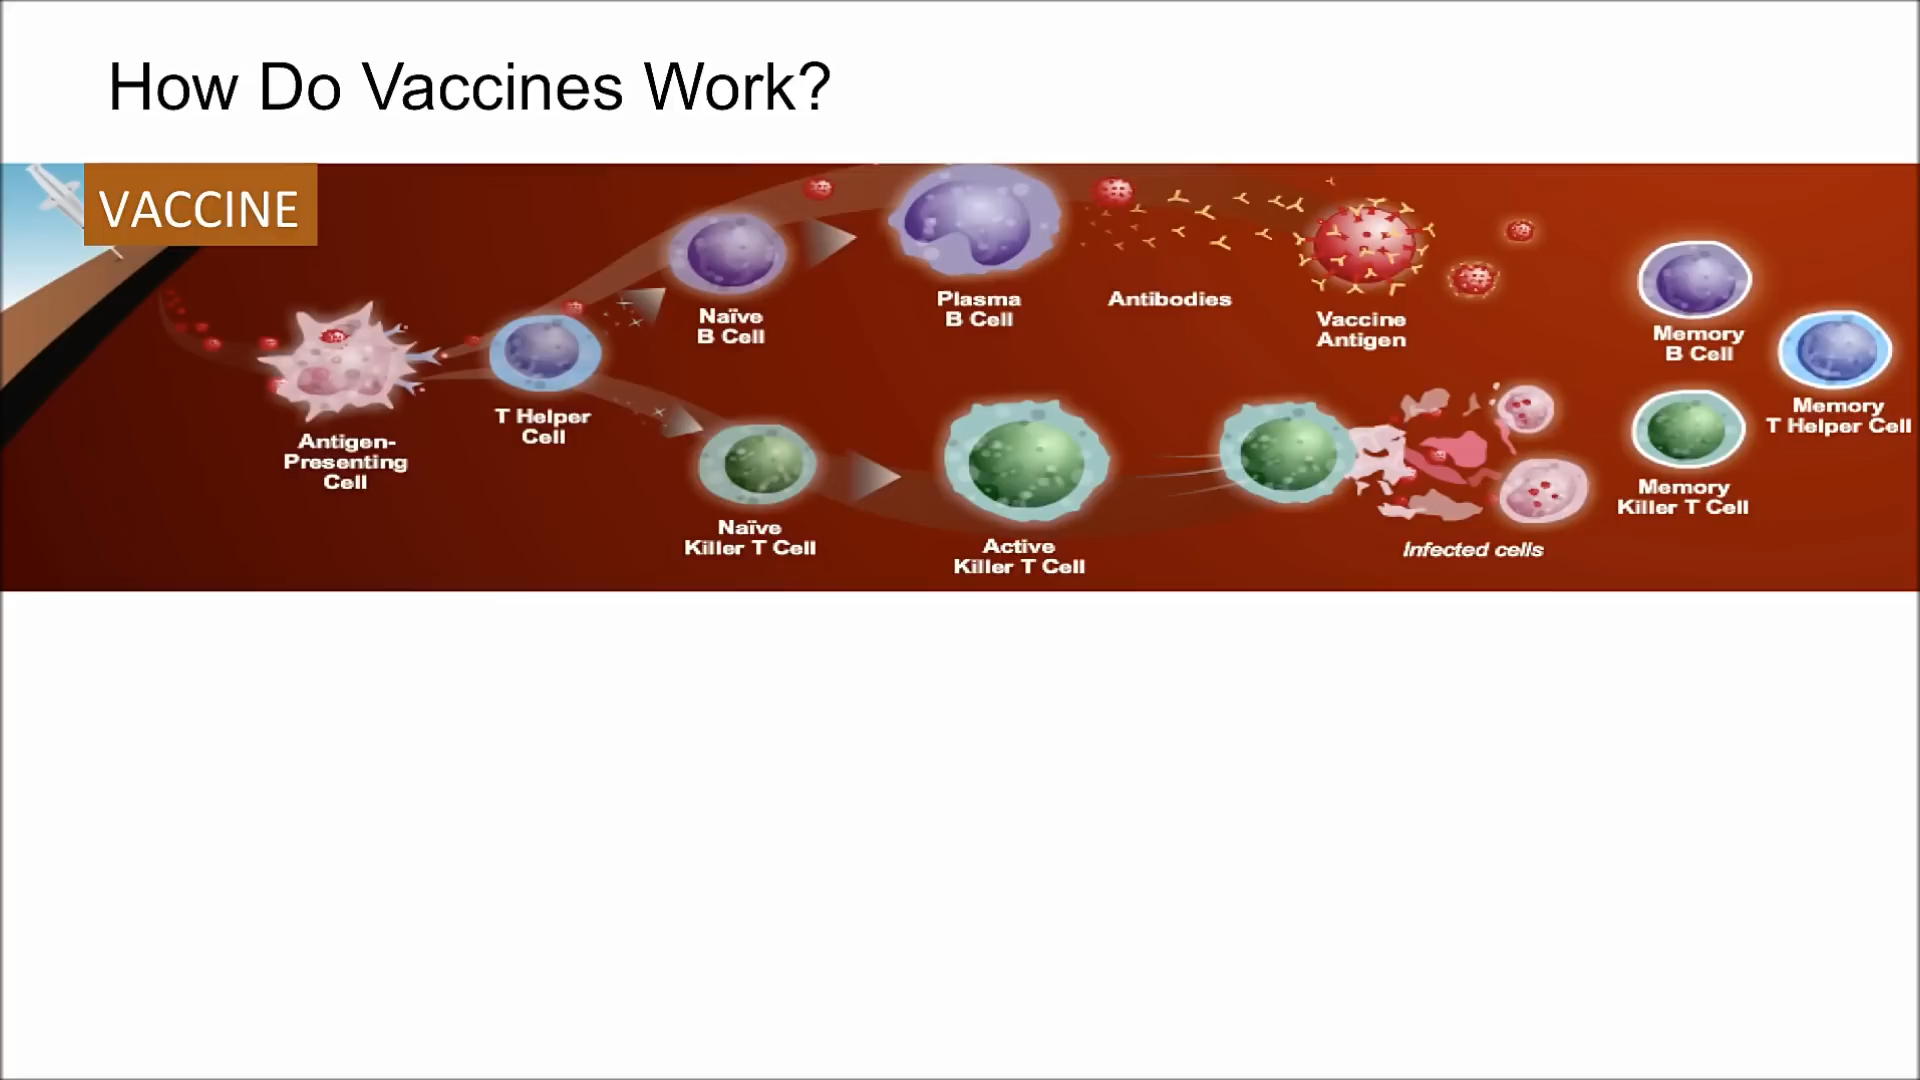 How Do Vaccines Work?
VACCINE
Antigen-
Presenting
Cell
T Helper
Cell
Naïve
B Cell
Plasma
B Cell
Antibodies
Vaccine
Antigen
Naïve
Killer T Cell
Active
Killer T Cell
Infected cells
Memory
B Cell
Memory
T Helper Cell
Memory
Killer T Cell